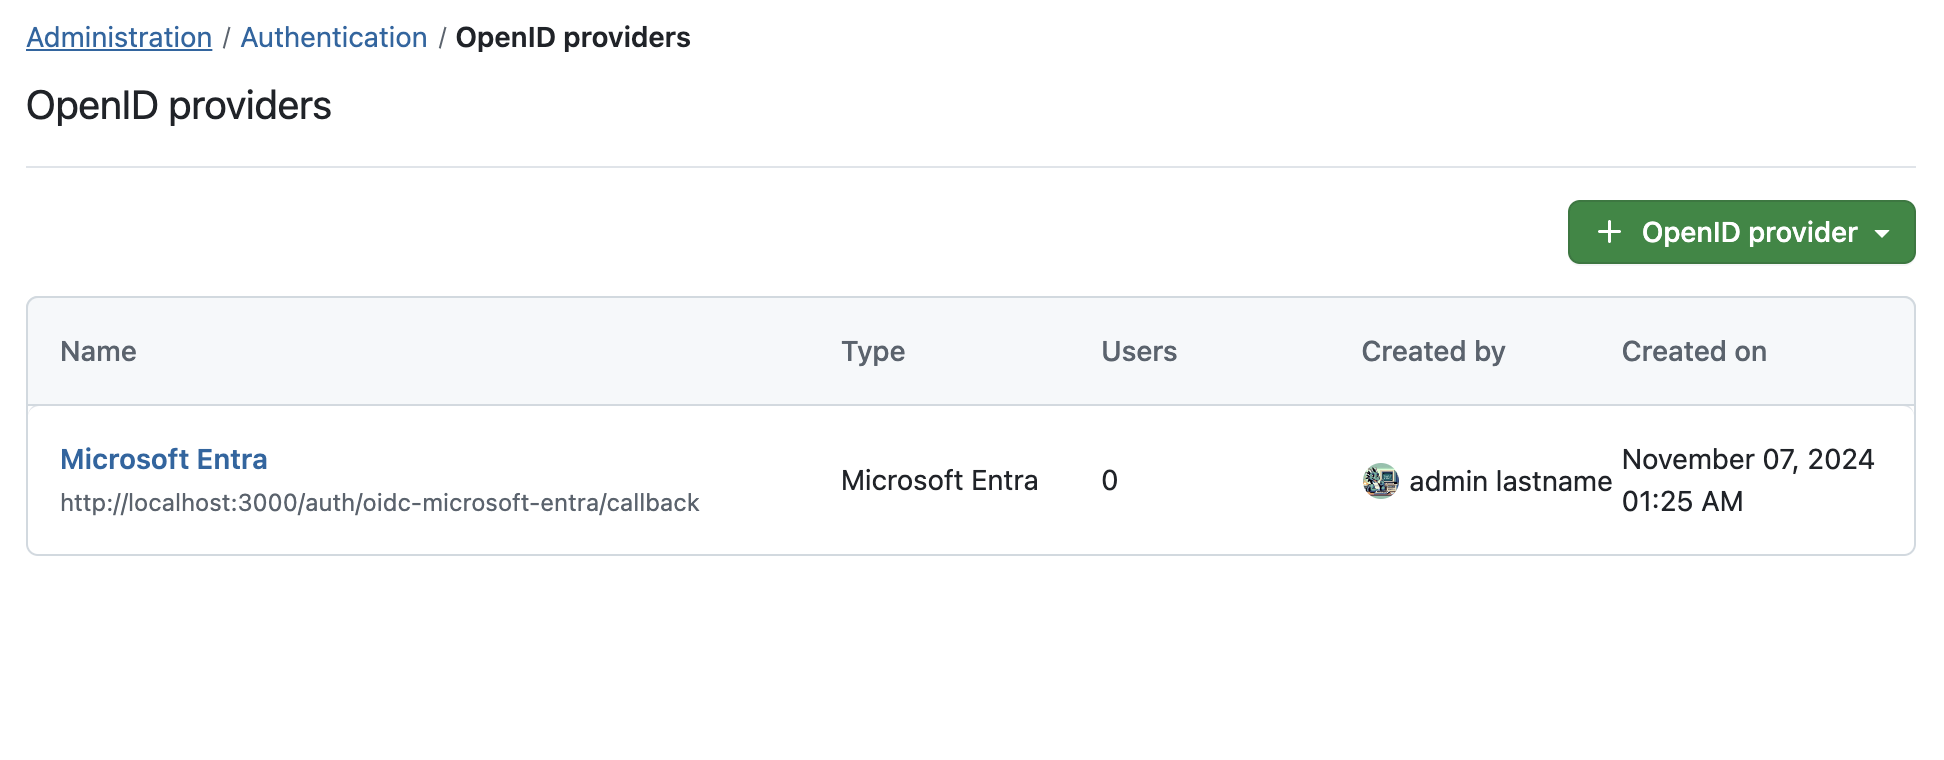 Administration / Authentication / OpenID providers
OpenID providers
+ OpenID provider
Name Type Users Created by Created on
Microsoft Entra
http://localhost:3000/auth/oidc-microsoft-entra/callback
Microsoft Entra
0
admin lastname
November 07, 2024
01:25 AM